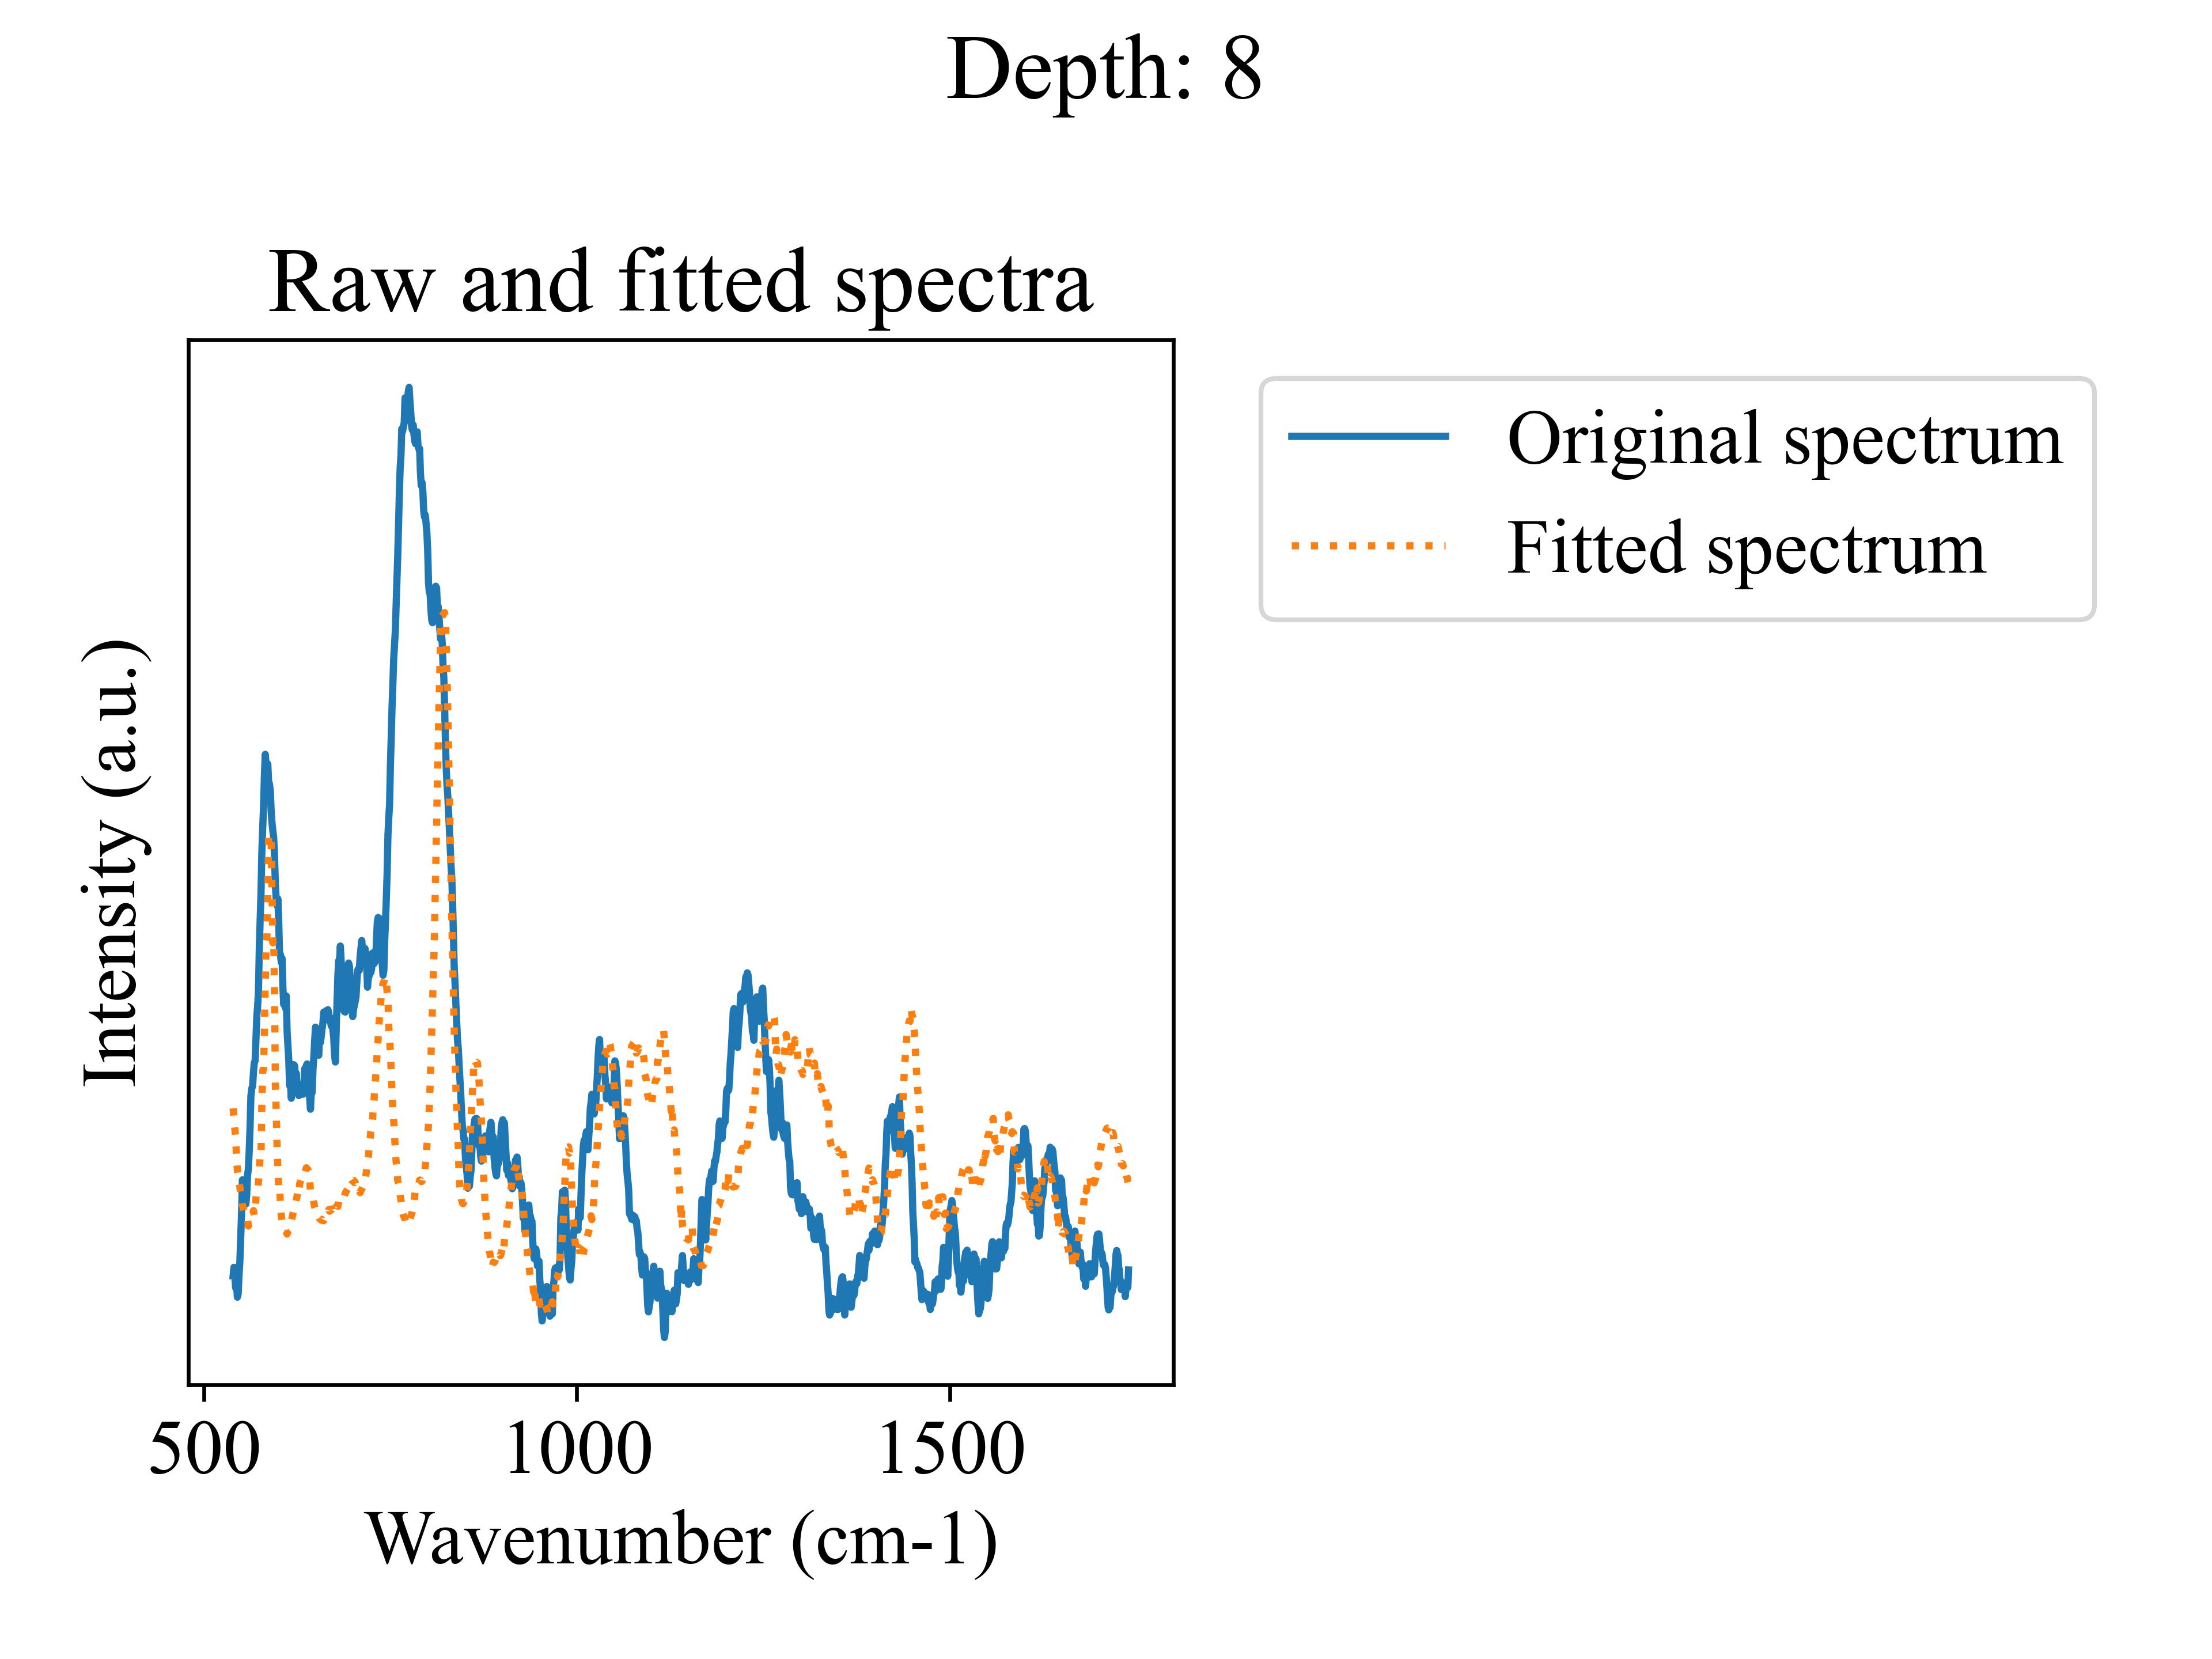 Depth: 8
Raw and fitted spectra
Original spectrum
Fitted spectrum
Intensity (a.u.)
500 1000 1500
Wavenumber (cm-1)